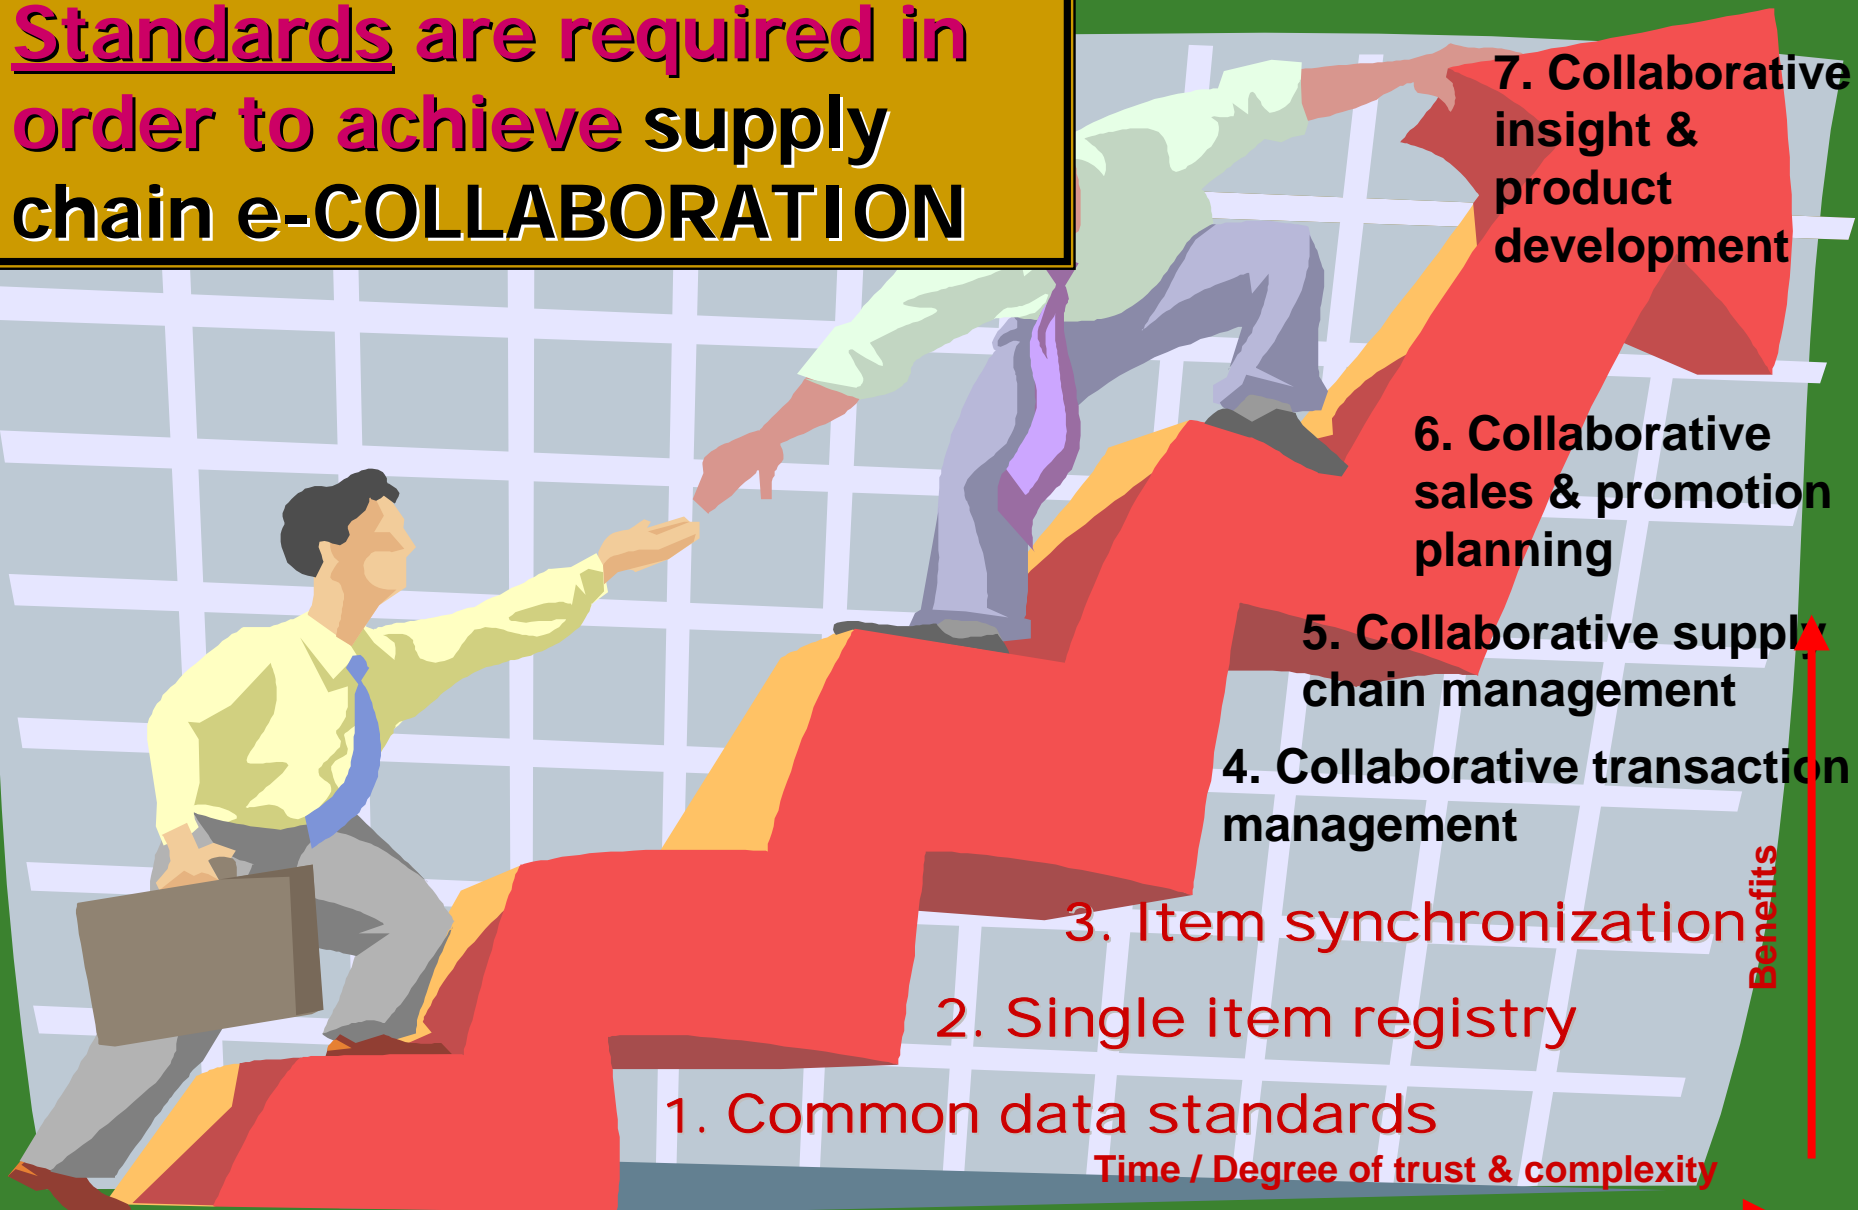 Standards are required in
order to achieve supply
chain e-COLLABORATION
7. Collaborative
insight &
product
development
6. Collaborative
sales & promotion
planning
5. Collaborative supply
chain management
4. Collaborative transaction
management
3. Item synchronization
2. Single item registry
1. Common data standards
Benefits
Time / Degree of trust & complexity